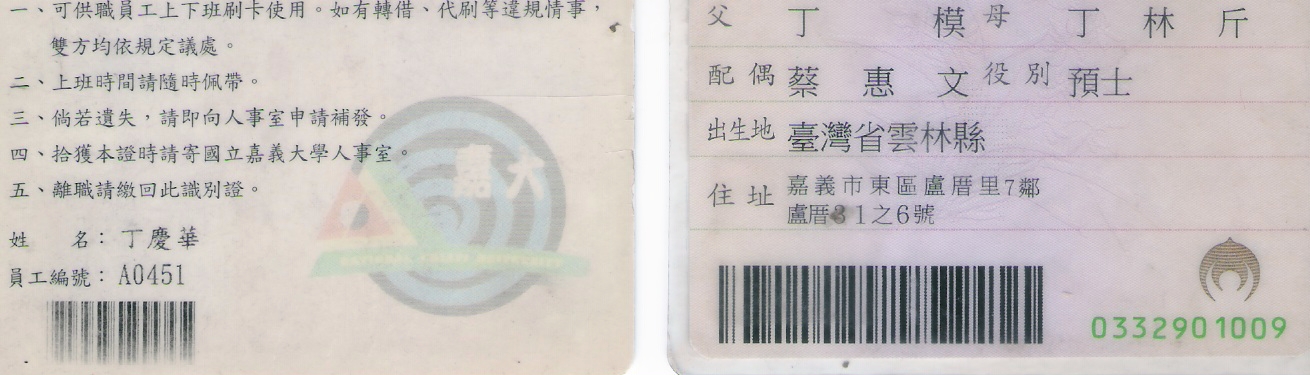 一、可供職員工上下班刷卡使用。如有轉借、代刷等違規情事，
雙方均依規定議處。
二、上班時間請隨時佩帶。
三、倘若遺失，請即向人事室申請補發。
四、拾獲本證時請寄國立嘉義大學人事室。
五、離職請繳回此識別證。
姓　　名：丁慶華
員工編號：A0451
嘉大
父 丁 模 母 丁 林 斤
配偶 蔡 惠 文 役別 預士
出生地 臺灣省雲林縣
住址 嘉義市東區盧厝里7鄰
盧厝31之6號
0332901009